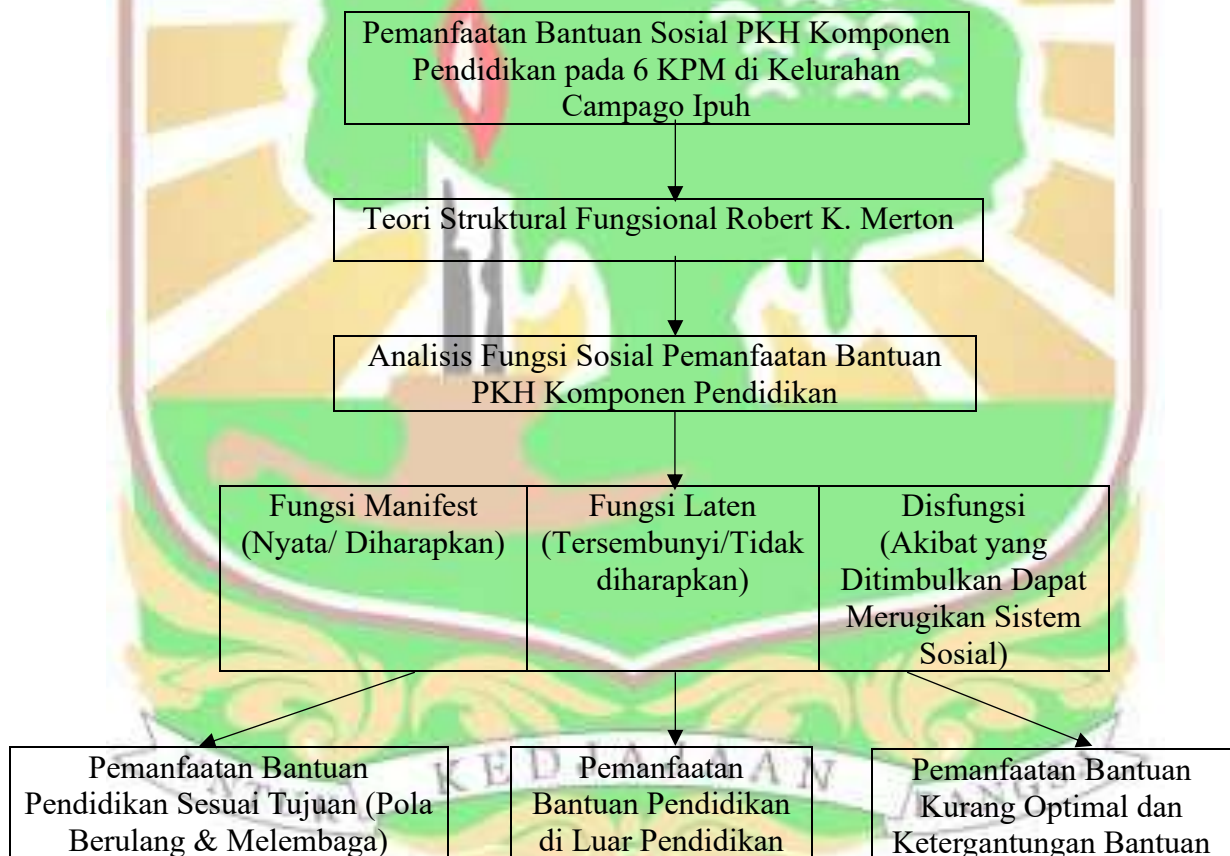 Pemanfaatan Bantuan Sosial PKH Komponen
Pendidikan pada 6 KPM di Kelurahan
Campago Ipuh
Teori Struktural Fungsional Robert K. Merton
Analisis Fungsi Sosial Pemanfaatan Bantuan
PKH Komponen Pendidikan
Fungsi Manifest
(Nyata/ Diharapkan)
Fungsi Laten
(Tersembunyi/Tidak
diharapkan)
Disfungsi
(Akibat yang
Ditimbulkan Dapat
Merugikan Sistem
Sosial)
Pemanfaatan Bantuan
Pendidikan Sesuai Tujuan (Pola
Berulang & Melembaga)
Pemanfaatan
Bantuan Pendidikan
di Luar Pendidikan
Pemanfaatan Bantuan
Kurang Optimal dan
Ketergantungan Bantuan
KEDJAJAAN